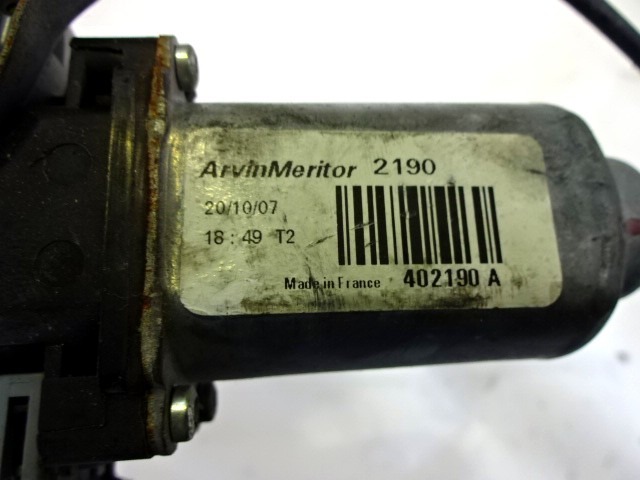 ArvinMeritor 2190
20/10/07
18:49 T2
Made in France 402190 A